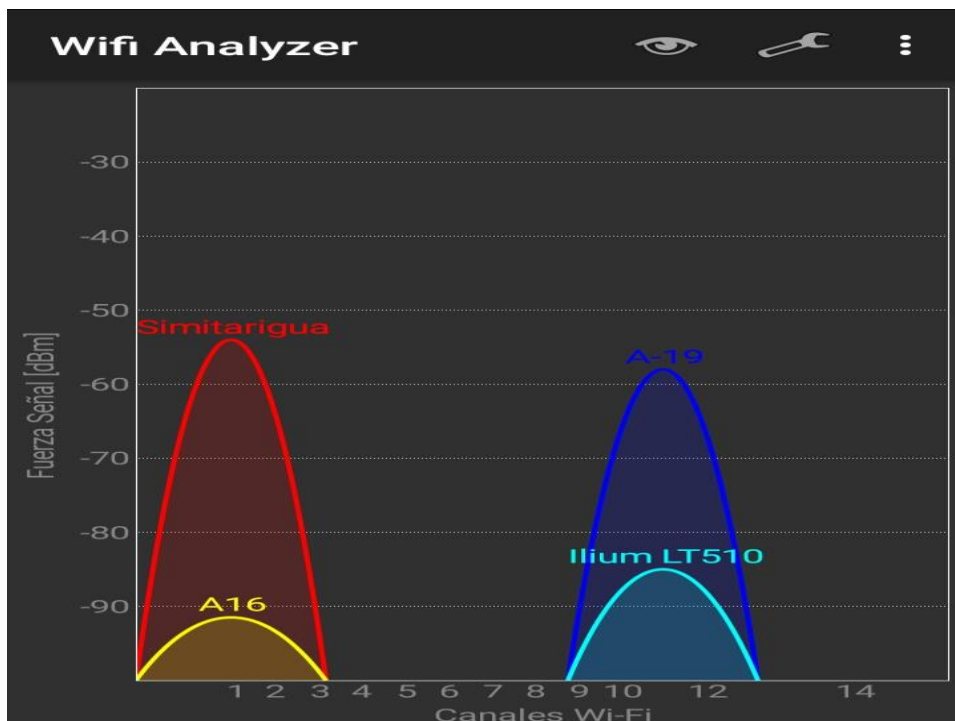 Wifi Analyzer
-30
-40
-50
Simitarigua
A-19
-60
Fuerza Señal [dBm]
-70
-80
Ilium LT510
-90
A16
1 2 3 4 5 6 7 8 9 10 12 14
Canales Wi-Fi